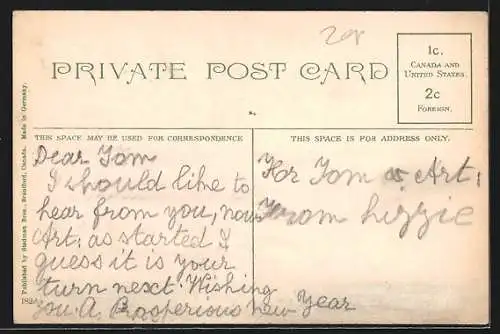 20f
PRIVATE POST CARD
1c.
CANADA AND
UNITED STATES.
2c
FOREIGN.
THIS SPACE MAY BE USED FOR CORRESPONDENCE
THIS SPACE IS FOR ADDRESS ONLY.
Dear Tom
I should like to
hear from you, now
Art, as started I
guess it is your
turn next Wishing
you A Prosperious new Year
For Tom & Art,
From Lizzie
Published by Stedman Bros., Brantford, Canada. Made in Germany.